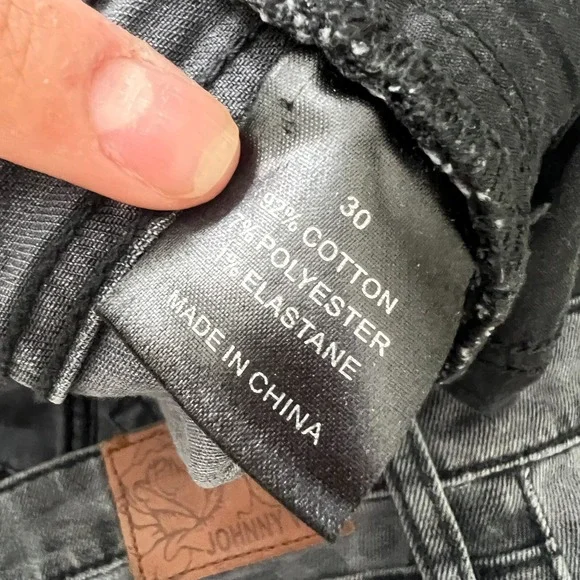 30
92% COTTON
7% POLYESTER
1% ELASTANE
MADE IN CHINA
JOHNNY